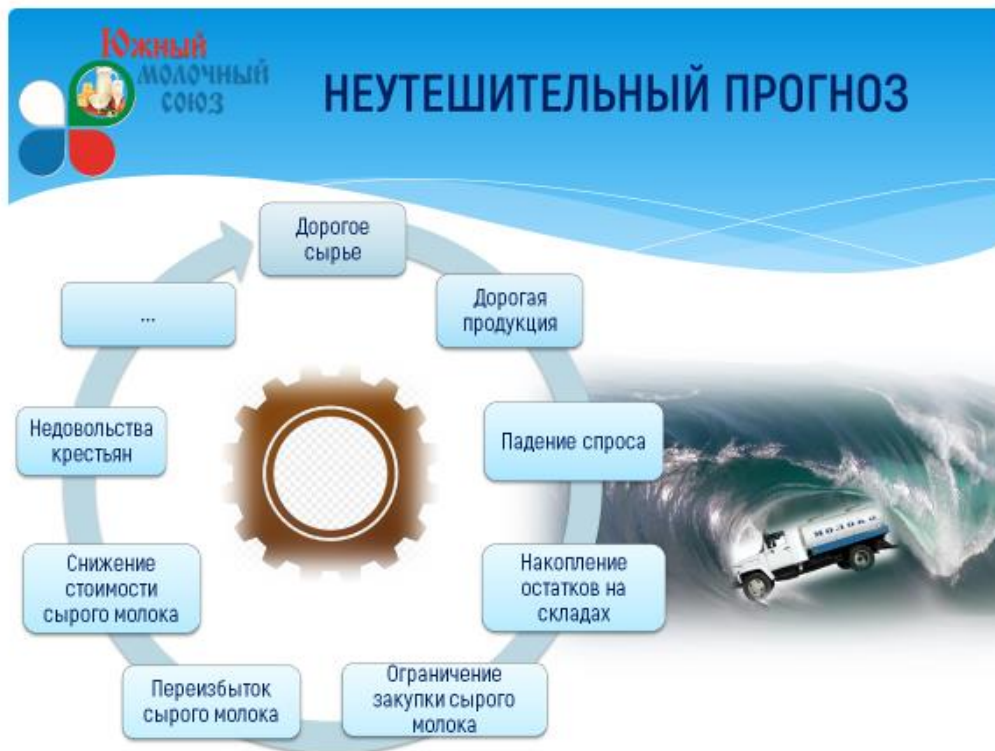 Южный
молочный
союз
НЕУТЕШИТЕЛЬНЫЙ ПРОГНОЗ
Дорогое
сырье
Дорогая
продукция
Падение спроса
Накопление
остатков на
складах
Ограничение
закупки сырого
молока
Переизбыток
сырого молока
Снижение
стоимости
сырого молока
Недовольства
крестьян
...
МОЛОКО